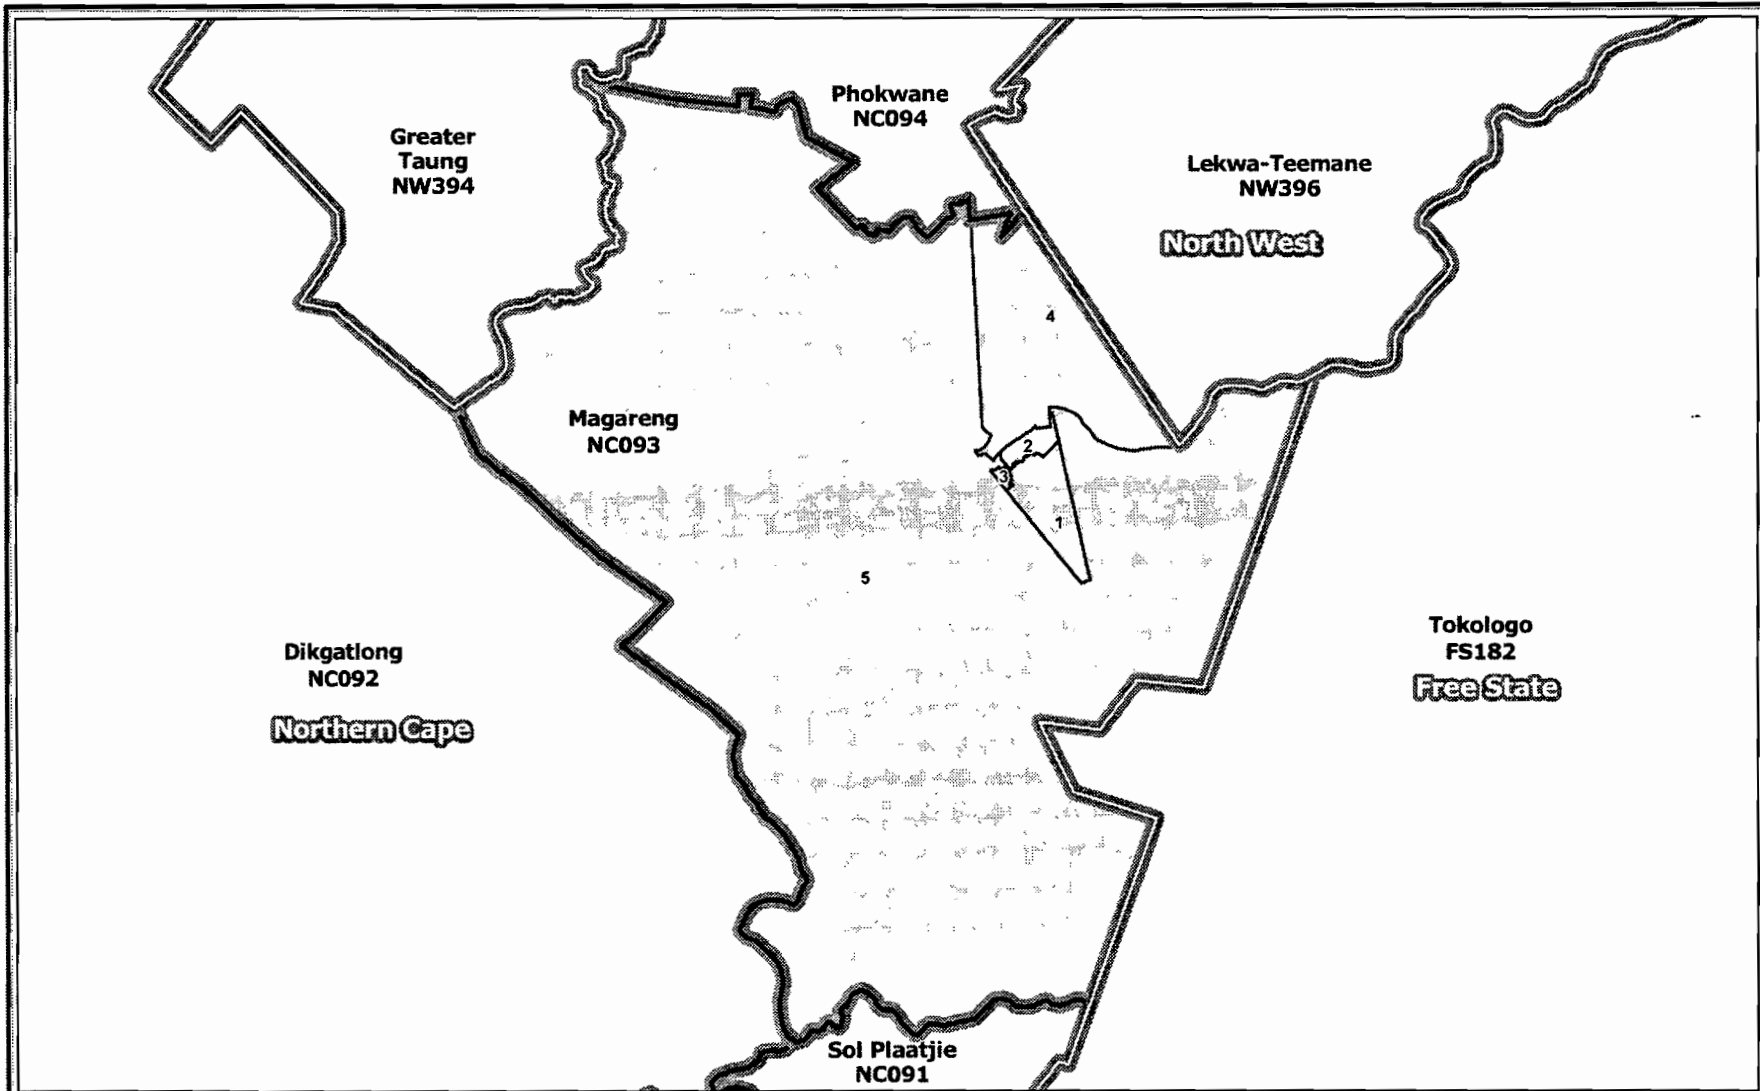 Phokwane
NC094
Greater
Taung
NW394
Lekwa-Teemane
NW396
North West
4
Magareng
NC093
2
3
1
5
Tokologo
FS182
Free State
Dikgatlong
NC092
Northern Cape
Sol Plaatjie
NC091